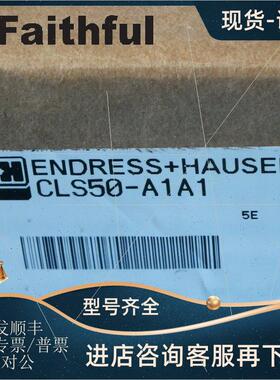 Faithful
现货-
ENDRESS+HAUSE
CLS50-A1A1
5E
发顺丰
型号齐全
专票/普票
对公
进店咨询客服再下